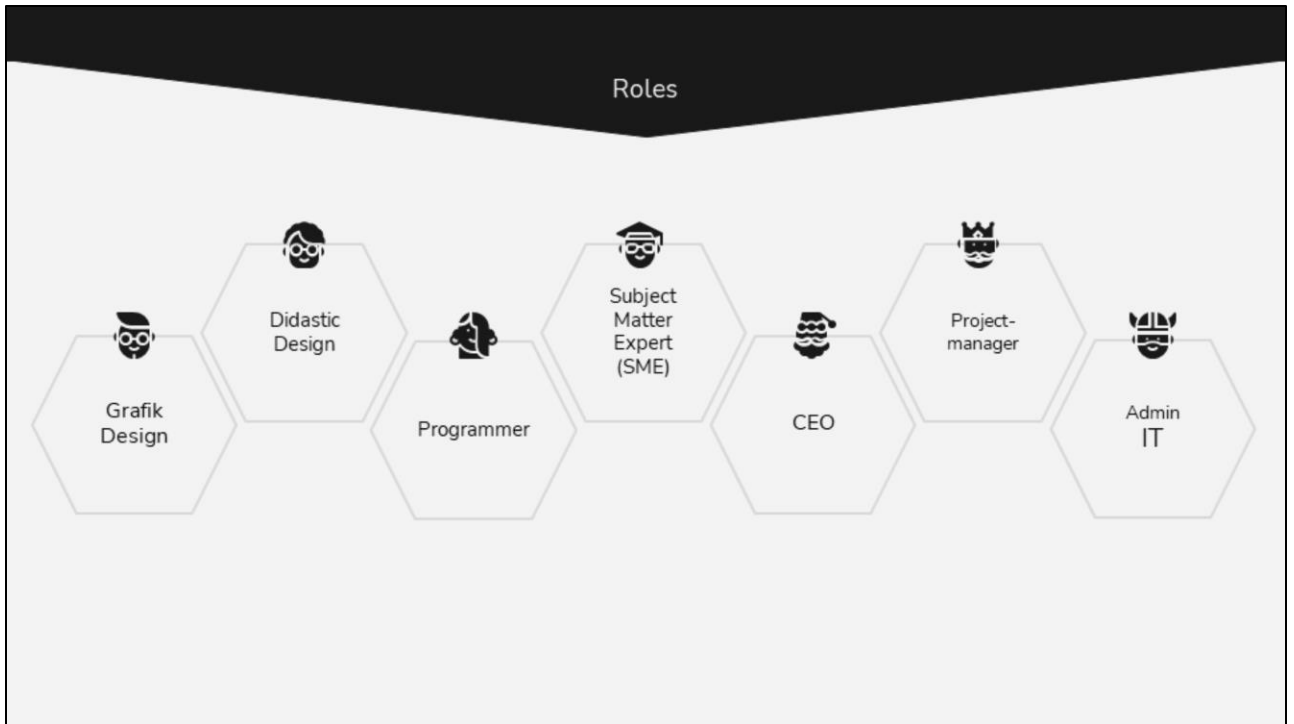 Roles
Grafik
Design
Didastic
Design
Programmer
Subject
Matter
Expert
(SME)
CEO
Project-
manager
Admin
IT